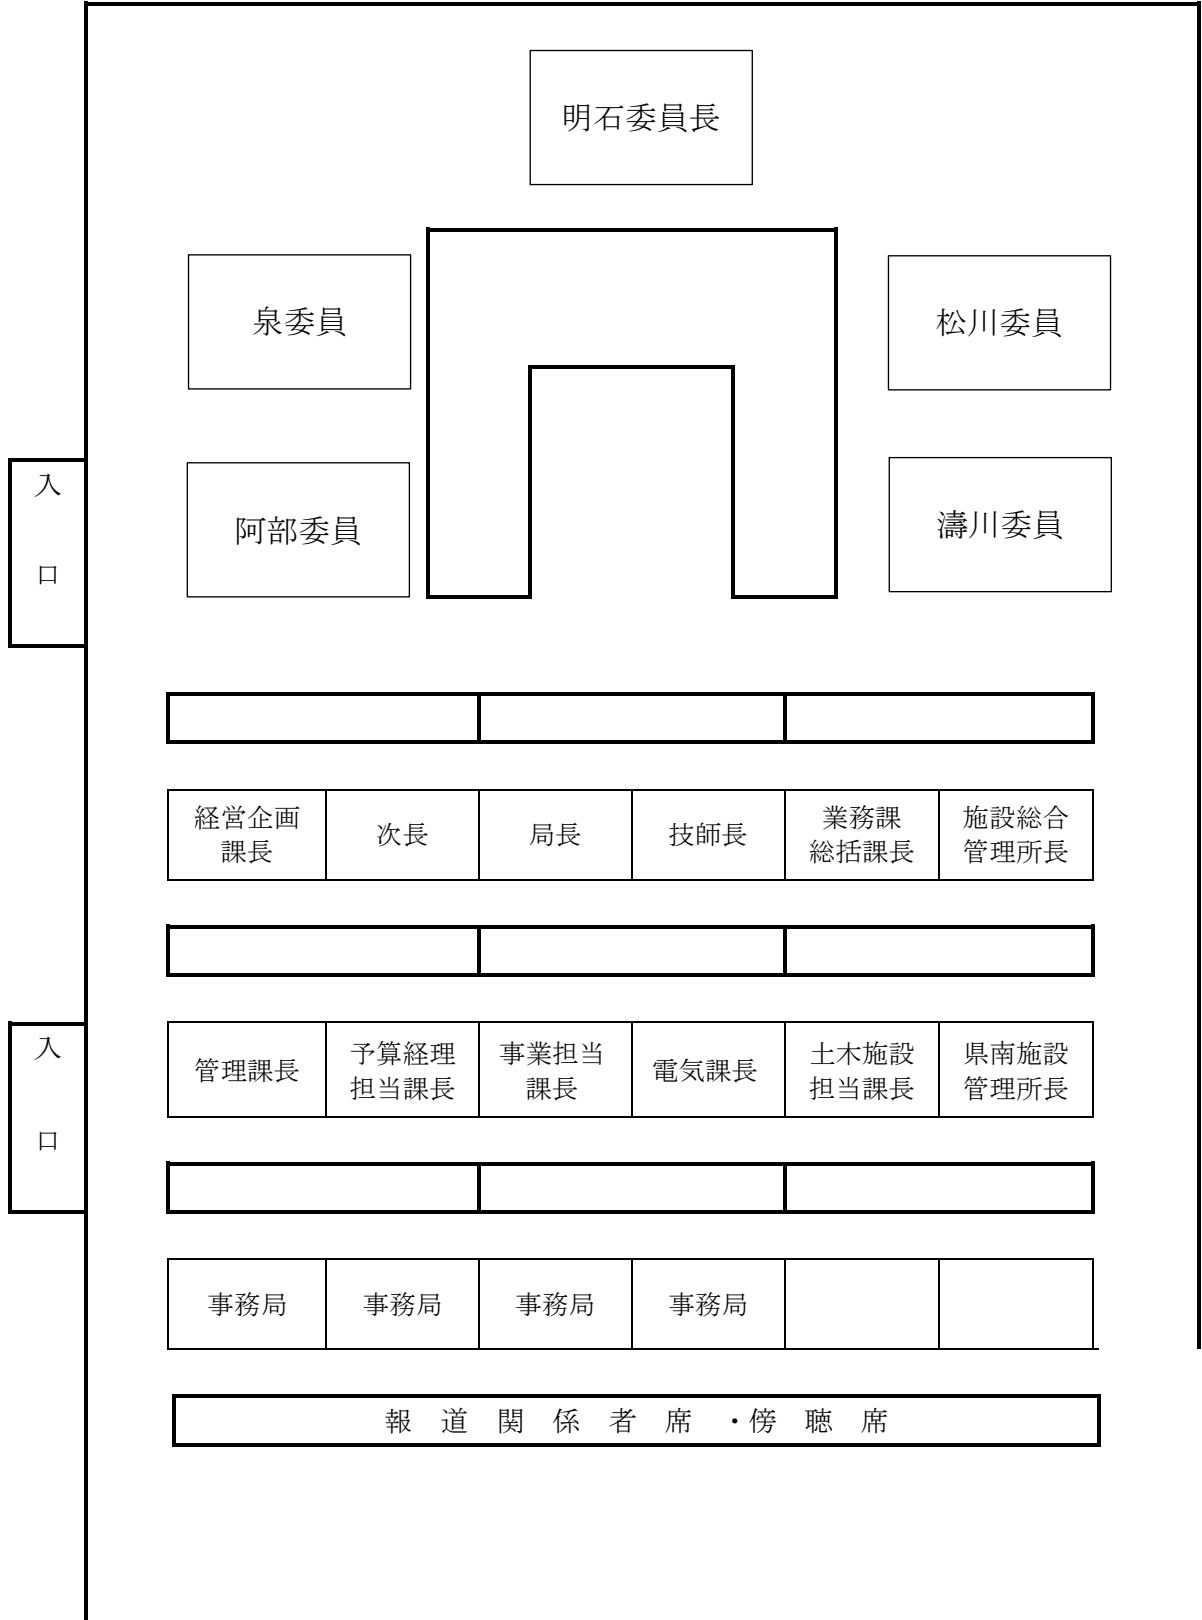 明石委員長
泉委員
松川委員
阿部委員
濤川委員
入
口
経営企画
課長
次長
局長
技師長
業務課
総括課長
施設総合
管理所長
入
口
管理課長
予算経理
担当課長
事業担当
課長
電気課長
土木施設
担当課長
県南施設
管理所長
事務局
事務局
事務局
事務局
報 道 関 係 者 席 ・傍 聴 席